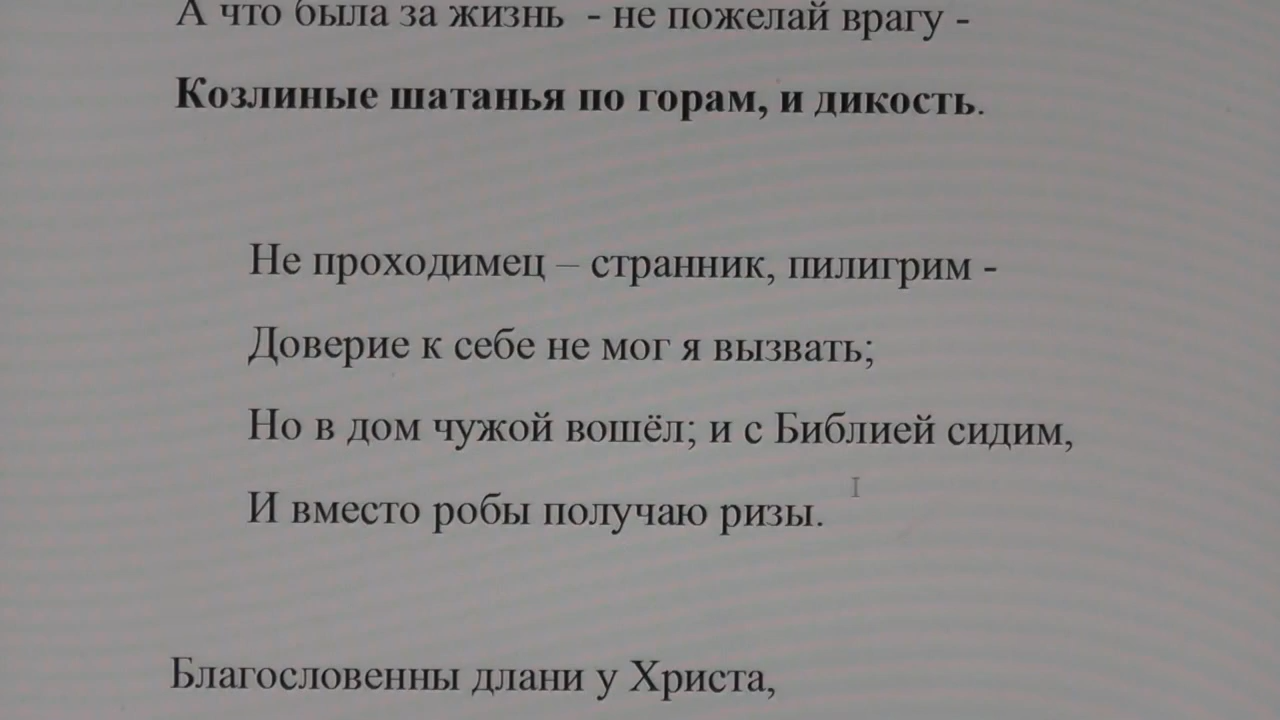 А что была за жизнь  - не пожелай врагу -
Козлиные шатанья по горам, и дикость.
Не проходимец – странник, пилигрим -
Доверие к себе не мог я вызвать;
Но в дом чужой вошёл; и с Библией сидим,
И вместо робы получаю ризы.
Благословенны длани у Христа,